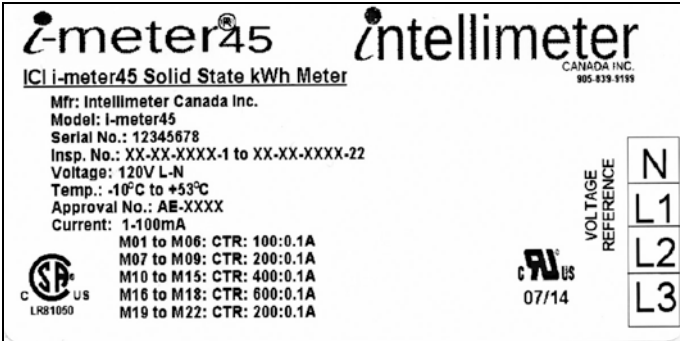 i-meter®45
intellimeter
CANADA INC.
905-839-9199
ICI i-meter45 Solid State kWh Meter
Mfr: Intellimeter Canada Inc.
Model: i-meter45
Serial No.: 12345678
Insp. No.: XX-XX-XXXX-1 to XX-XX-XXXX-22
Voltage: 120V L-N
Temp.: -10°C to +53°C
Approval No.: AE-XXXX
Current: 1-100mA
M01 to M06: CTR: 100:0.1A
M07 to M09: CTR: 200:0.1A
M10 to M15: CTR: 400:0.1A
M16 to M18: CTR: 600:0.1A
M19 to M22: CTR: 200:0.1A
C SA® US
LR81050
c RU US
07/14
VOLTAGE
REFERENCE
N
L1
L2
L3